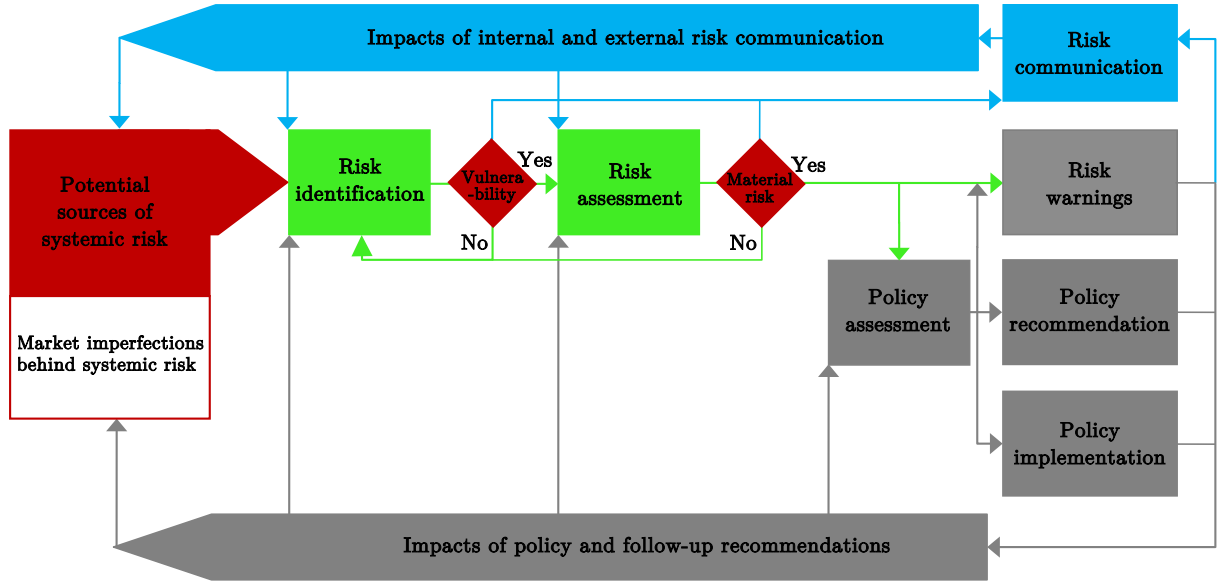 Impacts of internal and external risk communication
Risk
communication
Potential
sources of
systemic risk
Risk
identification
Vulnera
-bility
Yes
No
Risk
assessment
Material
risk
Yes
No
Risk
warnings
Policy
assessment
Policy
recommendation
Market imperfections
behind systemic risk
Policy
implementation
Impacts of policy and follow-up recommendations